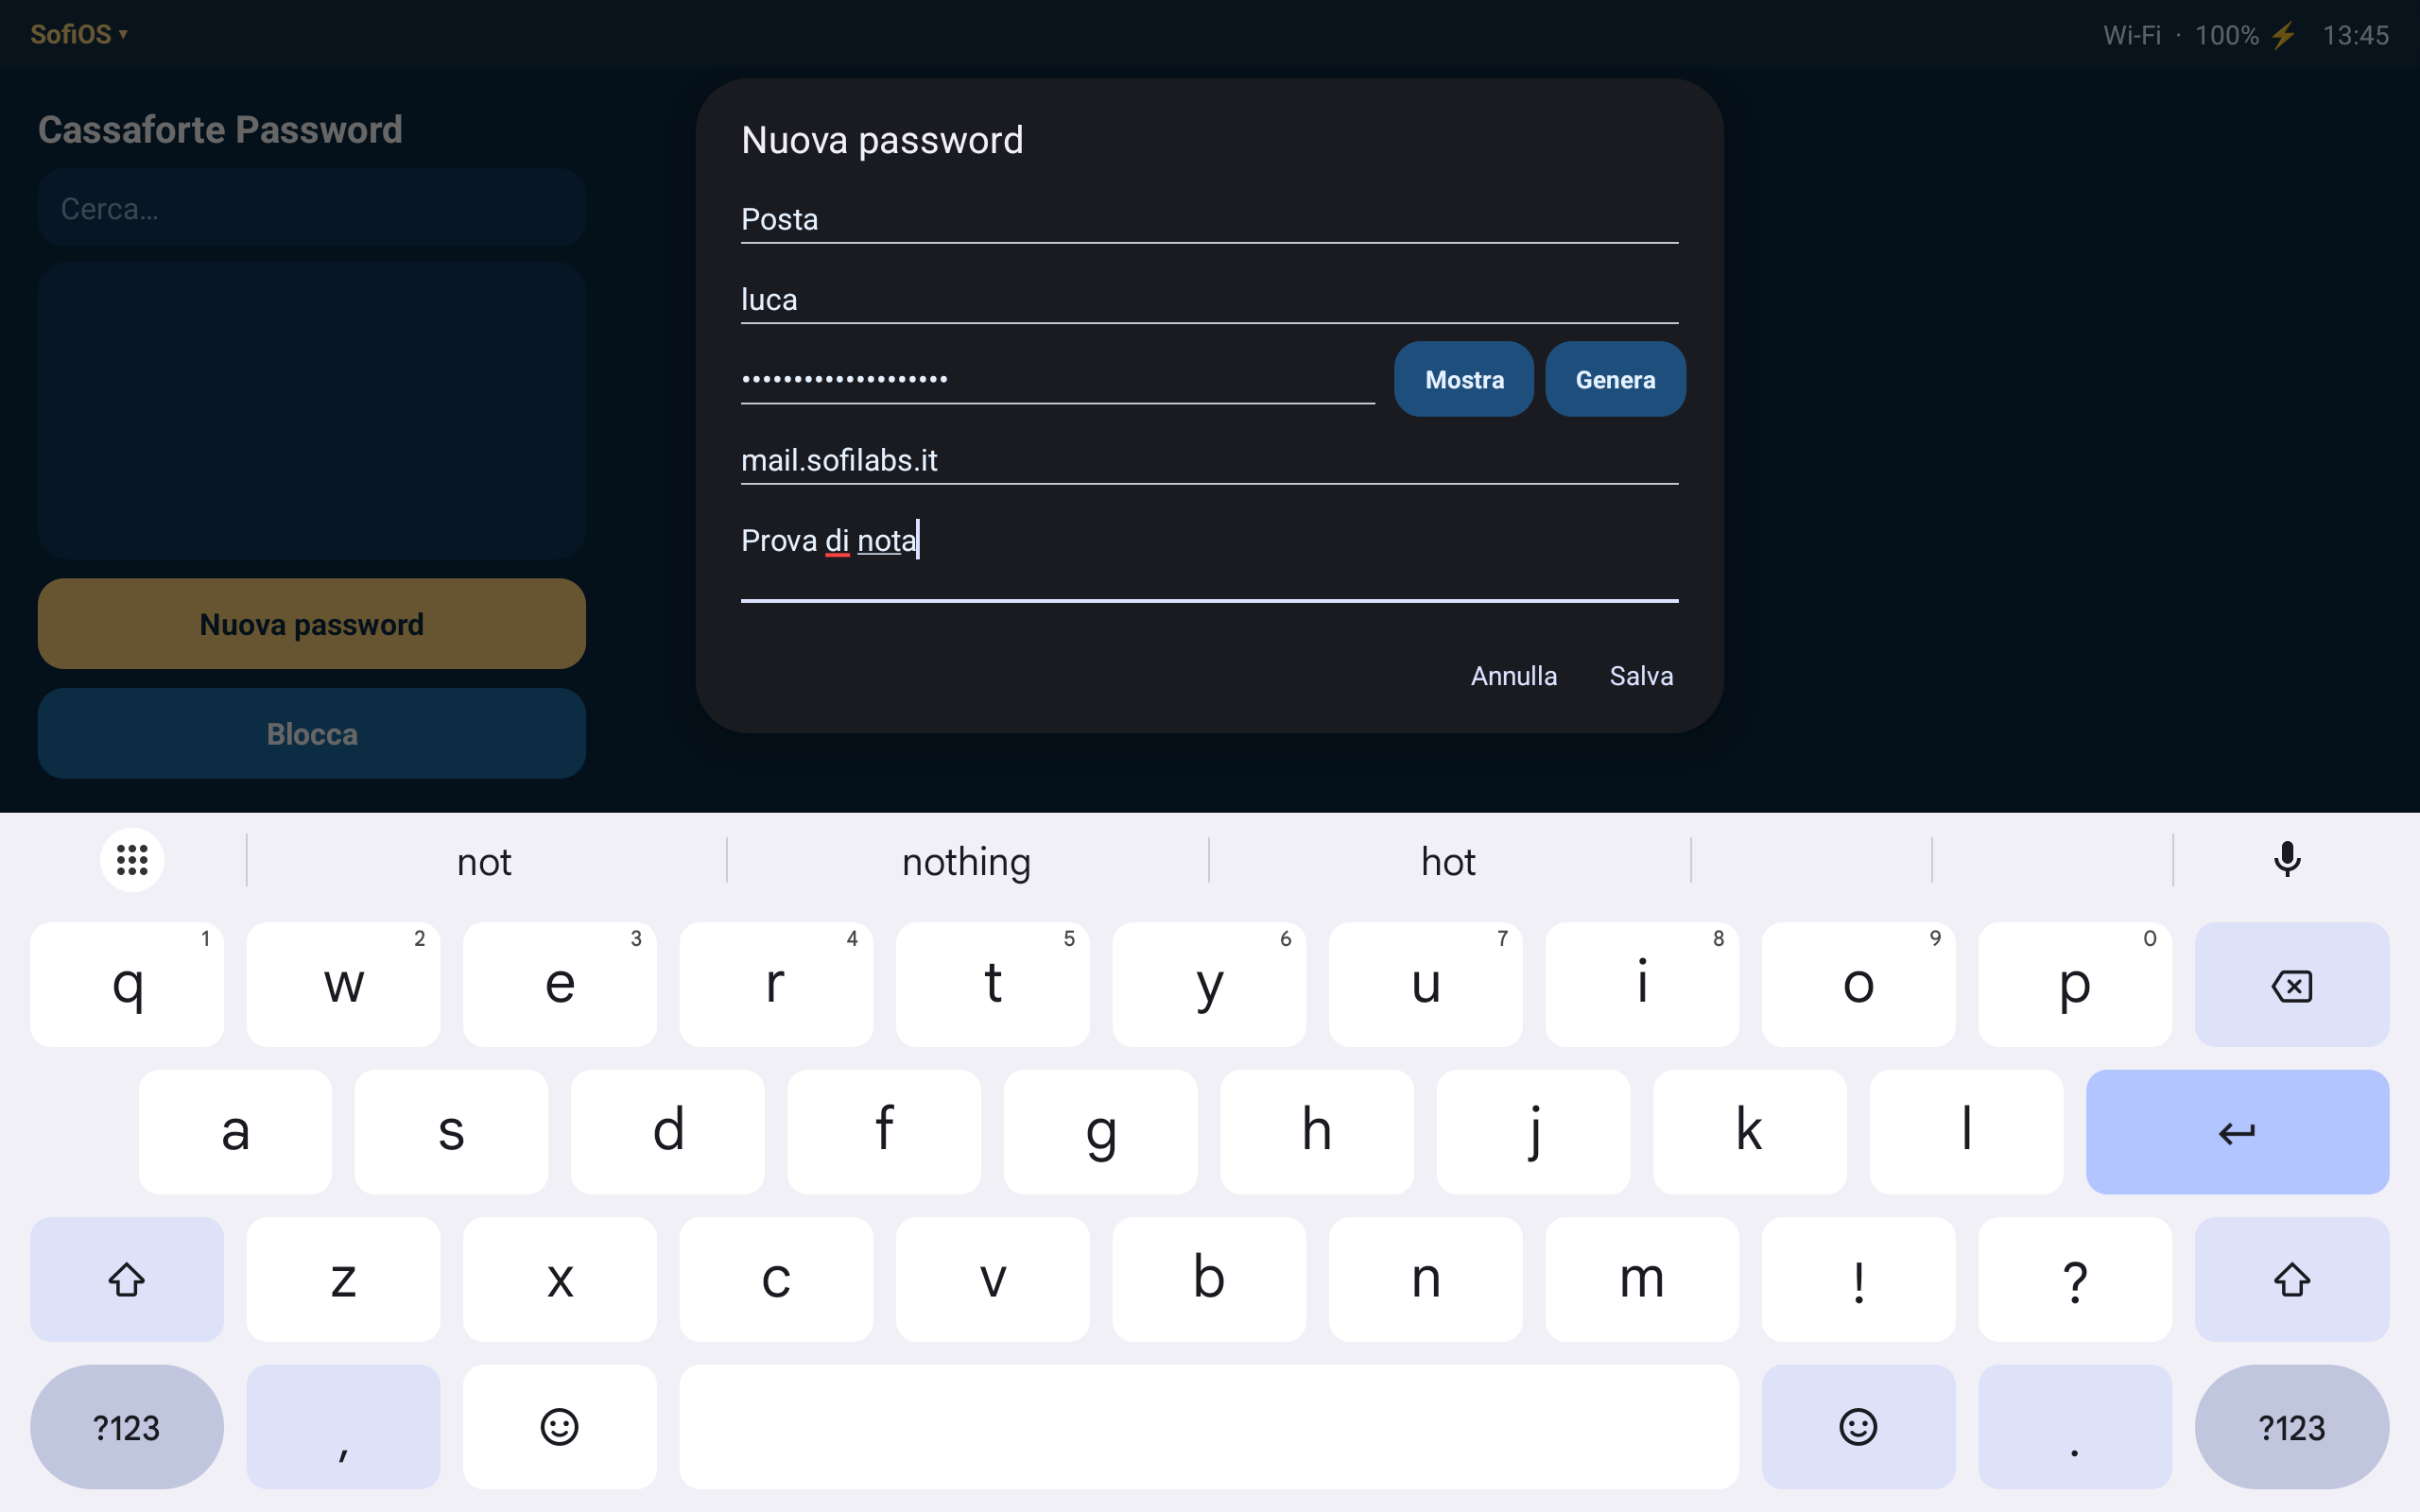 SofiOS ▾
Wi-Fi · 100% ⚡ 13:45
Cassaforte Password
Cerca…
Nuova password
Blocca
Nuova password
Posta
luca
••••••••••••••••••••
Mostra
Genera
mail.sofilabs.it
Prova di nota
Annulla
Salva
not
nothing
hot
q 1 w 2 e 3 r 4 t 5 y 6 u 7 i 8 o 9 p 0
a s d f g h j k l
z x c v b n m ! ?
?123 , . ?123